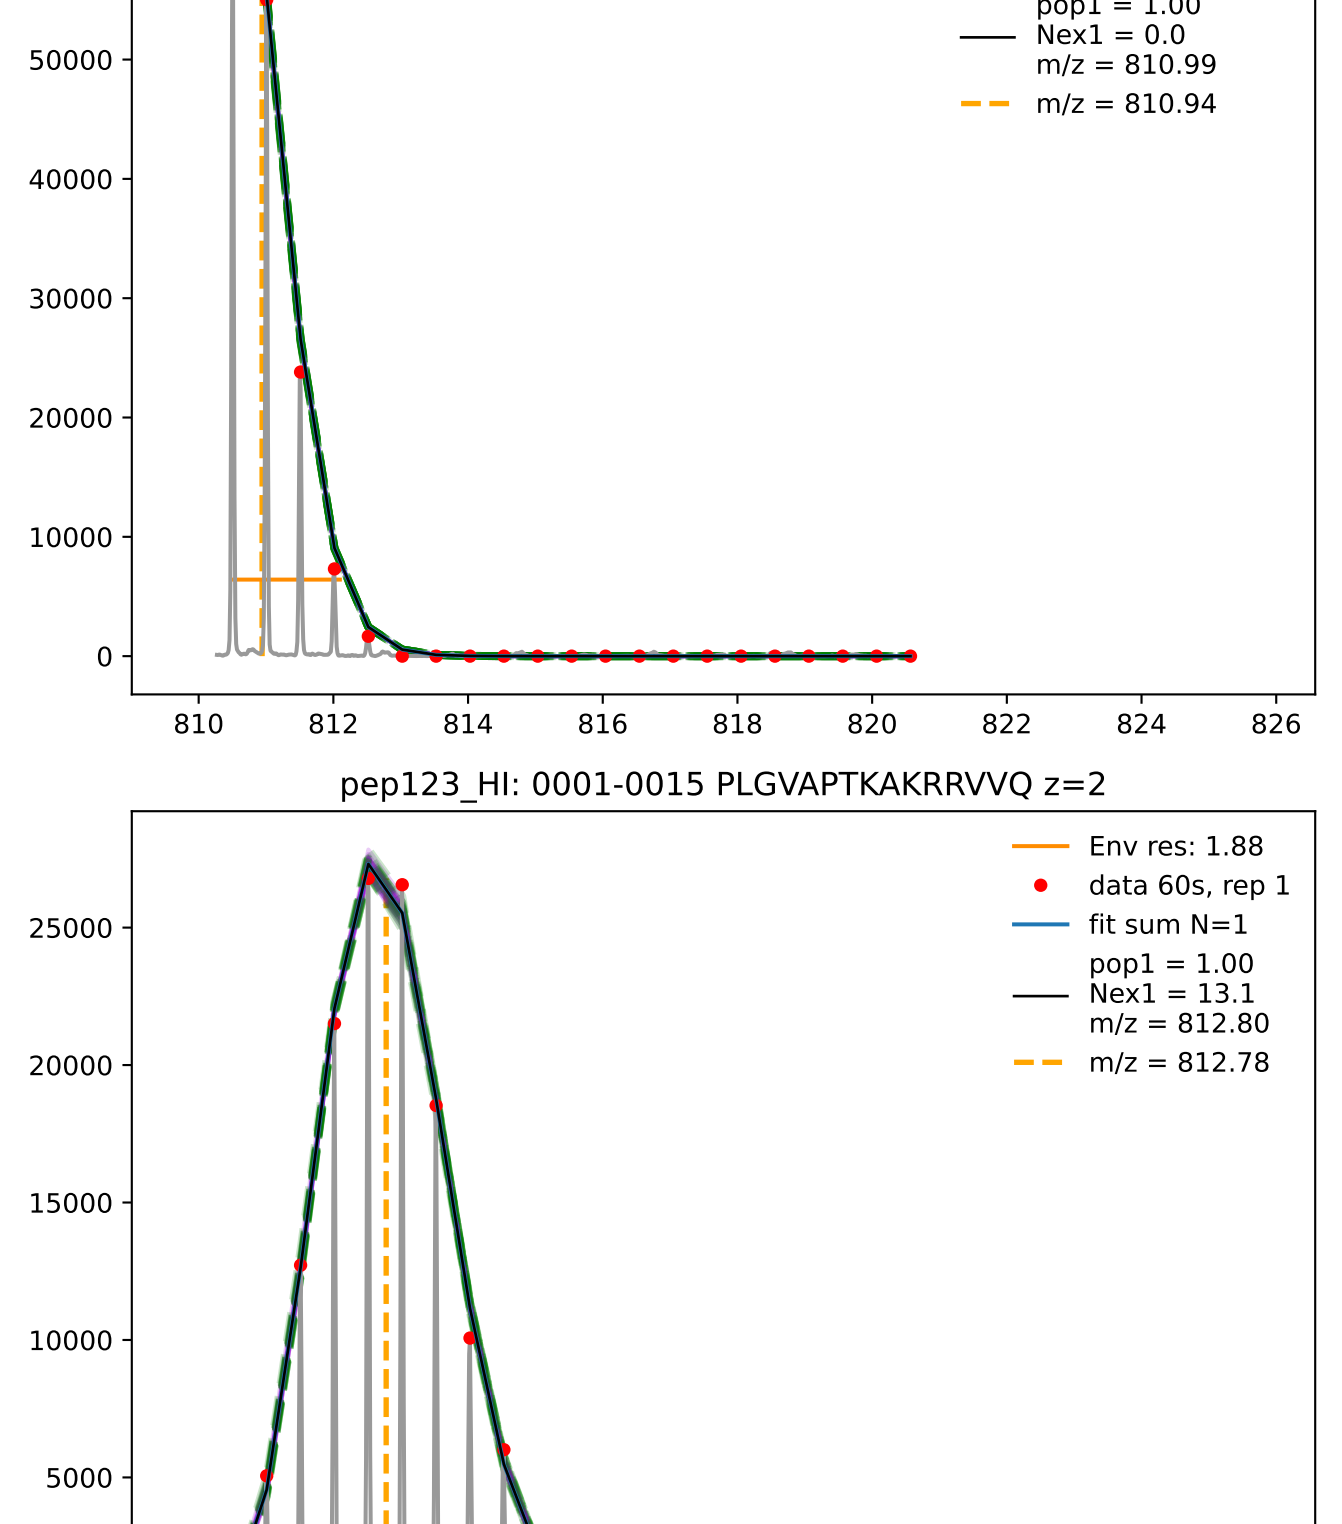 pop1 = 1.00
Nex1 = 0.0
m/z = 810.99
m/z = 810.94
50000
40000
30000
20000
10000
0
810 812 814 816 818 820 822 824 826
pep123_HI: 0001-0015 PLGVAPTKAKRRVVQ z=2
Env res: 1.88
data 60s, rep 1
fit sum N=1
pop1 = 1.00
Nex1 = 13.1
m/z = 812.80
m/z = 812.78
25000
20000
15000
10000
5000